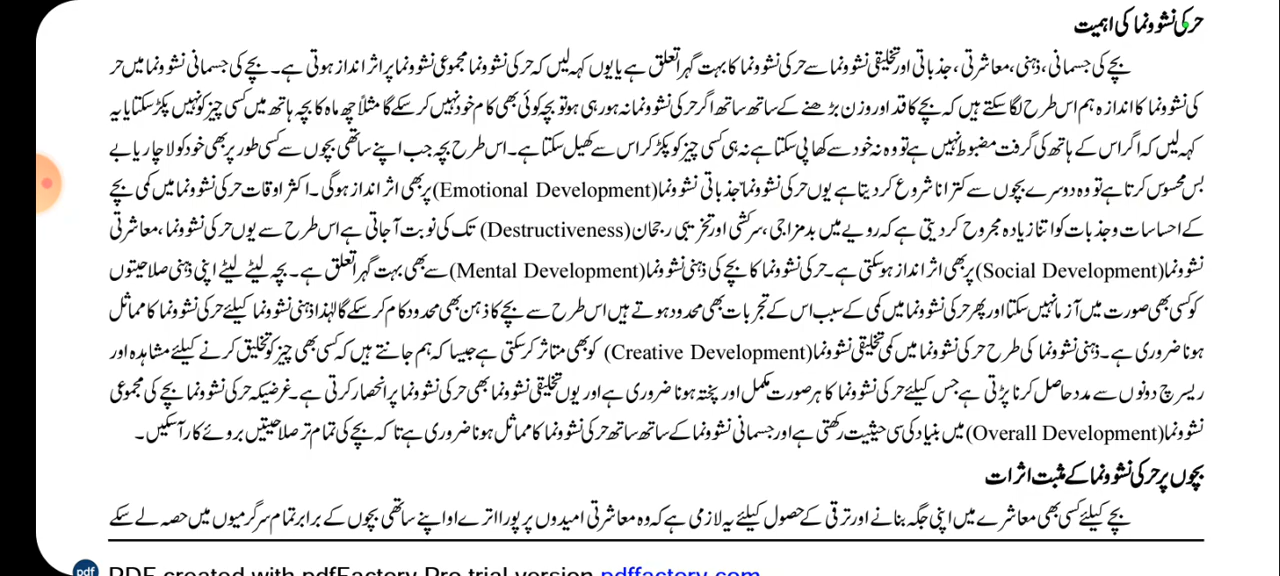 حرکی نشوونما کی اہمیت
بچے کی جسمانی، ذہنی، معاشرتی، جذباتی اور تخلیقی نشوونما سے حرکی نشوونما کا بہت گہرا تعلق ہے یا یوں کہہ لیں کہ حرکی نشوونما مجموعی نشوونما پر اثر انداز ہوتی ہے۔ بچے کی جسمانی نشوونما میں حر
کی نشوونما کا اندازہ ہم اس طرح لگا سکتے ہیں کہ بچے کا قد اور وزن بڑھنے کے ساتھ ساتھ اگر حرکی نشوونما نہ ہو رہی ہو تو بچہ کوئی بھی کام خود نہیں کر سکے گا مثلاً چھ ماہ کا بچہ ہاتھ میں کسی چیز کو نہیں پکڑ سکتا یا یہ
کہہ لیں کہ اگر اس کے ہاتھ کی گرفت مضبوط نہیں ہے تو وہ نہ خود سے کھا پی سکتا ہے نہ ہی کسی چیز کو پکڑ کر اس سے کھیل سکتا ہے۔ اس طرح بچہ جب اپنے ساتھی بچوں سے کسی طور پر بھی خود کو لاچار یا بے
بس محسوس کرتا ہے تو وہ دوسرے بچوں سے کترانا شروع کر دیتا ہے یوں حرکی نشوونما جذباتی نشوونما (Emotional Development) پر بھی اثر انداز ہوگی۔ اکثر اوقات حرکی نشوونما میں کمی بچے
کے احساسات و جذبات کو اتنا زیادہ مجروح کر دیتی ہے کہ رویے میں بدمزاجی، سرکشی اور تخریبی رجحان (Destructiveness) تک کی نوبت آ جاتی ہے اس طرح سے یوں حرکی نشوونما، معاشرتی
نشوونما (Social Development) پر بھی اثر انداز ہو سکتی ہے۔ حرکی نشوونما کا بچے کی ذہنی نشوونما (Mental Development) سے بھی بہت گہرا تعلق ہے۔ بچہ لیٹے لیٹے اپنی ذہنی صلاحیتوں
کو کسی بھی صورت میں آزما نہیں سکتا اور پھر حرکی نشوونما میں کمی کے سبب اس کے تجربات بھی محدود ہوتے ہیں اس طرح سے بچے کا ذہن بھی محدود کام کر سکے گا لہٰذا ذہنی نشوونما کیلئے حرکی نشوونما کا مماثل
ہونا ضروری ہے۔ ذہنی نشوونما کی طرح حرکی نشوونما میں کمی تخلیقی نشوونما (Creative Development) کو بھی متاثر کر سکتی ہے جیسا کہ ہم جانتے ہیں کہ کسی بھی چیز کو تخلیق کرنے کیلئے مشاہدہ اور
ریسرچ دونوں سے مدد حاصل کرنا پڑتی ہے جس کیلئے حرکی نشوونما کا ہر صورت مکمل اور پختہ ہونا ضروری ہے اور یوں تخلیقی نشوونما بھی حرکی نشوونما پر انحصار کرتی ہے۔ غرضیکہ حرکی نشوونما بچے کی مجموعی
نشوونما (Overall Development) میں بنیاد کی سی حیثیت رکھتی ہے اور جسمانی نشوونما کے ساتھ ساتھ حرکی نشوونما کا مماثل ہونا ضروری ہے تاکہ بچے کی تمام تر صلاحیتیں بروئے کار آ سکیں۔
بچوں پر حرکی نشوونما کے مثبت اثرات
بچے کیلئے کسی بھی معاشرے میں اپنی جگہ بنانے اور ترقی کے حصول کیلئے یہ لازمی ہے کہ وہ معاشرتی امیدوں پر پورا اترے او اپنے ساتھی بچوں کے برابر تمام سرگرمیوں میں حصہ لے سکے
pdf PDF created with pdfFactory Pro trial version pdffactory.com